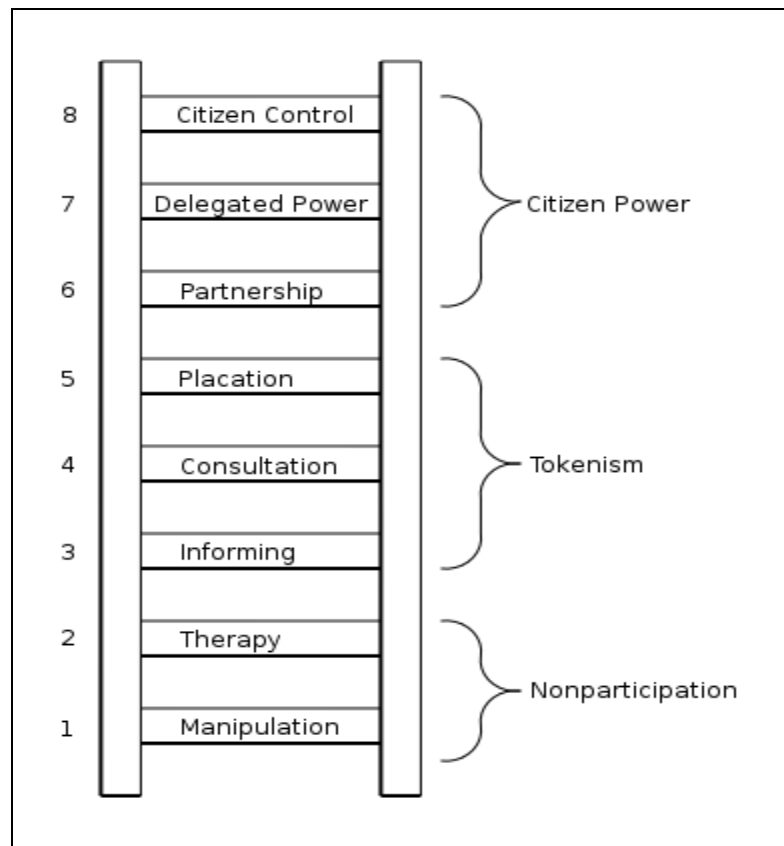 8 Citizen Control
7 Delegated Power Citizen Power
6 Partnership
5 Placation
4 Consultation Tokenism
3 Informing
2 Therapy
Nonparticipation
1 Manipulation